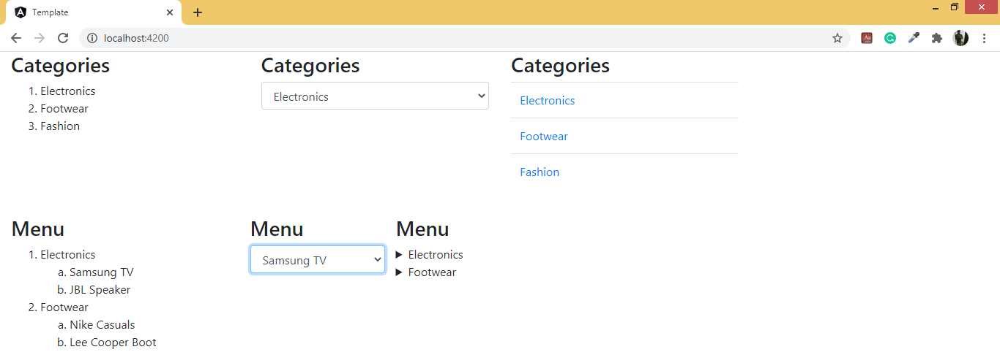 Template
localhost:4200
Categories
1. Electronics
2. Footwear
3. Fashion
Categories
Electronics
Categories
Electronics
Footwear
Fashion
Menu
1. Electronics
a. Samsung TV
b. JBL Speaker
2. Footwear
a. Nike Casuals
b. Lee Cooper Boot
Menu
Samsung TV
Menu
Electronics
Footwear